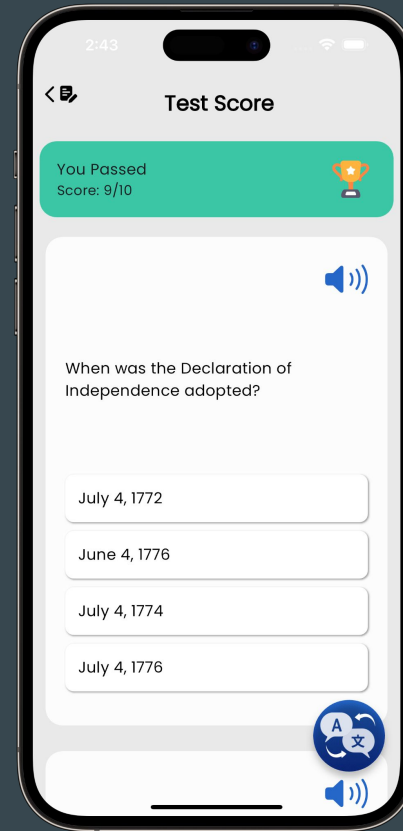 2:43
Test Score
You Passed
Score: 9/10
When was the Declaration of
Independence adopted?
July 4, 1772
June 4, 1776
July 4, 1774
July 4, 1776
A
文